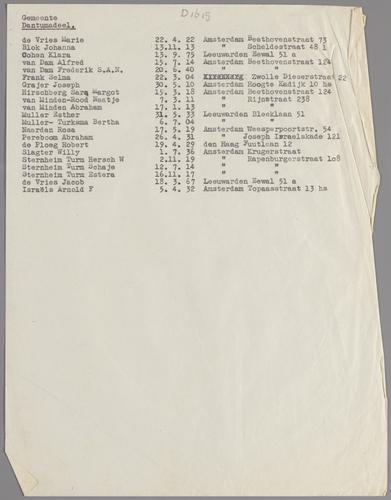 Gemeente D1615
Dantumadeel.
de Vries Marie 22. 4. 22 Amsterdam Beethovenstraat 73
Blok Johanna 13.11. 13 " Scheldestraat 48 I
Cohen Klara 13. 9. 75 Leeuwarden Zewal 51 a
van Dam Alfred 15. 7. 14 Amsterdam Beethovenstraat 124
van Dam Frederik S.A.M. 20. 6. 40 " "
Frank Selma 22. 3. 04 Zwolle Dieserstraat 22
Grajer Joseph 30. 5. 10 Amsterdam Hoogte Kadijk 10 hs
Hirschberg Sara Margot 15. 3. 18 Amsterdam Beethovenstraat 124
van Minden-Rood Naatje 7. 3. 11 " Rijnstraat 238
van Minden Abraham 17. 1. 13 " "
Muller Esther 31. 5. 33 Leeuwarden Bleeklaan 51
Muller- Turksma Bertha 6. 7. 04 " "
Naarden Rosa 17. 5. 19 Amsterdam Weesperpoortstr. 54
Pereboom Abraham 26. 4. 31 " Joseph Israelskade 121
de Ploeg Robert 19. 4. 29 den Haag Fuutlaan 12
Slagter Willy 1. 7. 36 Amsterdam Krugerstraat
Sternheim Turm Hersch W 2.11. 19 " Rapenburgerstraat 108
Sternheim Turm Schaje 12. 7. 14 " "
Sternheim Turm Estera 16.11. 17 " "
de Vries Jacob 18. 3. 67 Leeuwarden Zewal 51 a
Israëls Arnold F 5. 4. 32 Amsterdam Topaasstraat 13 hs